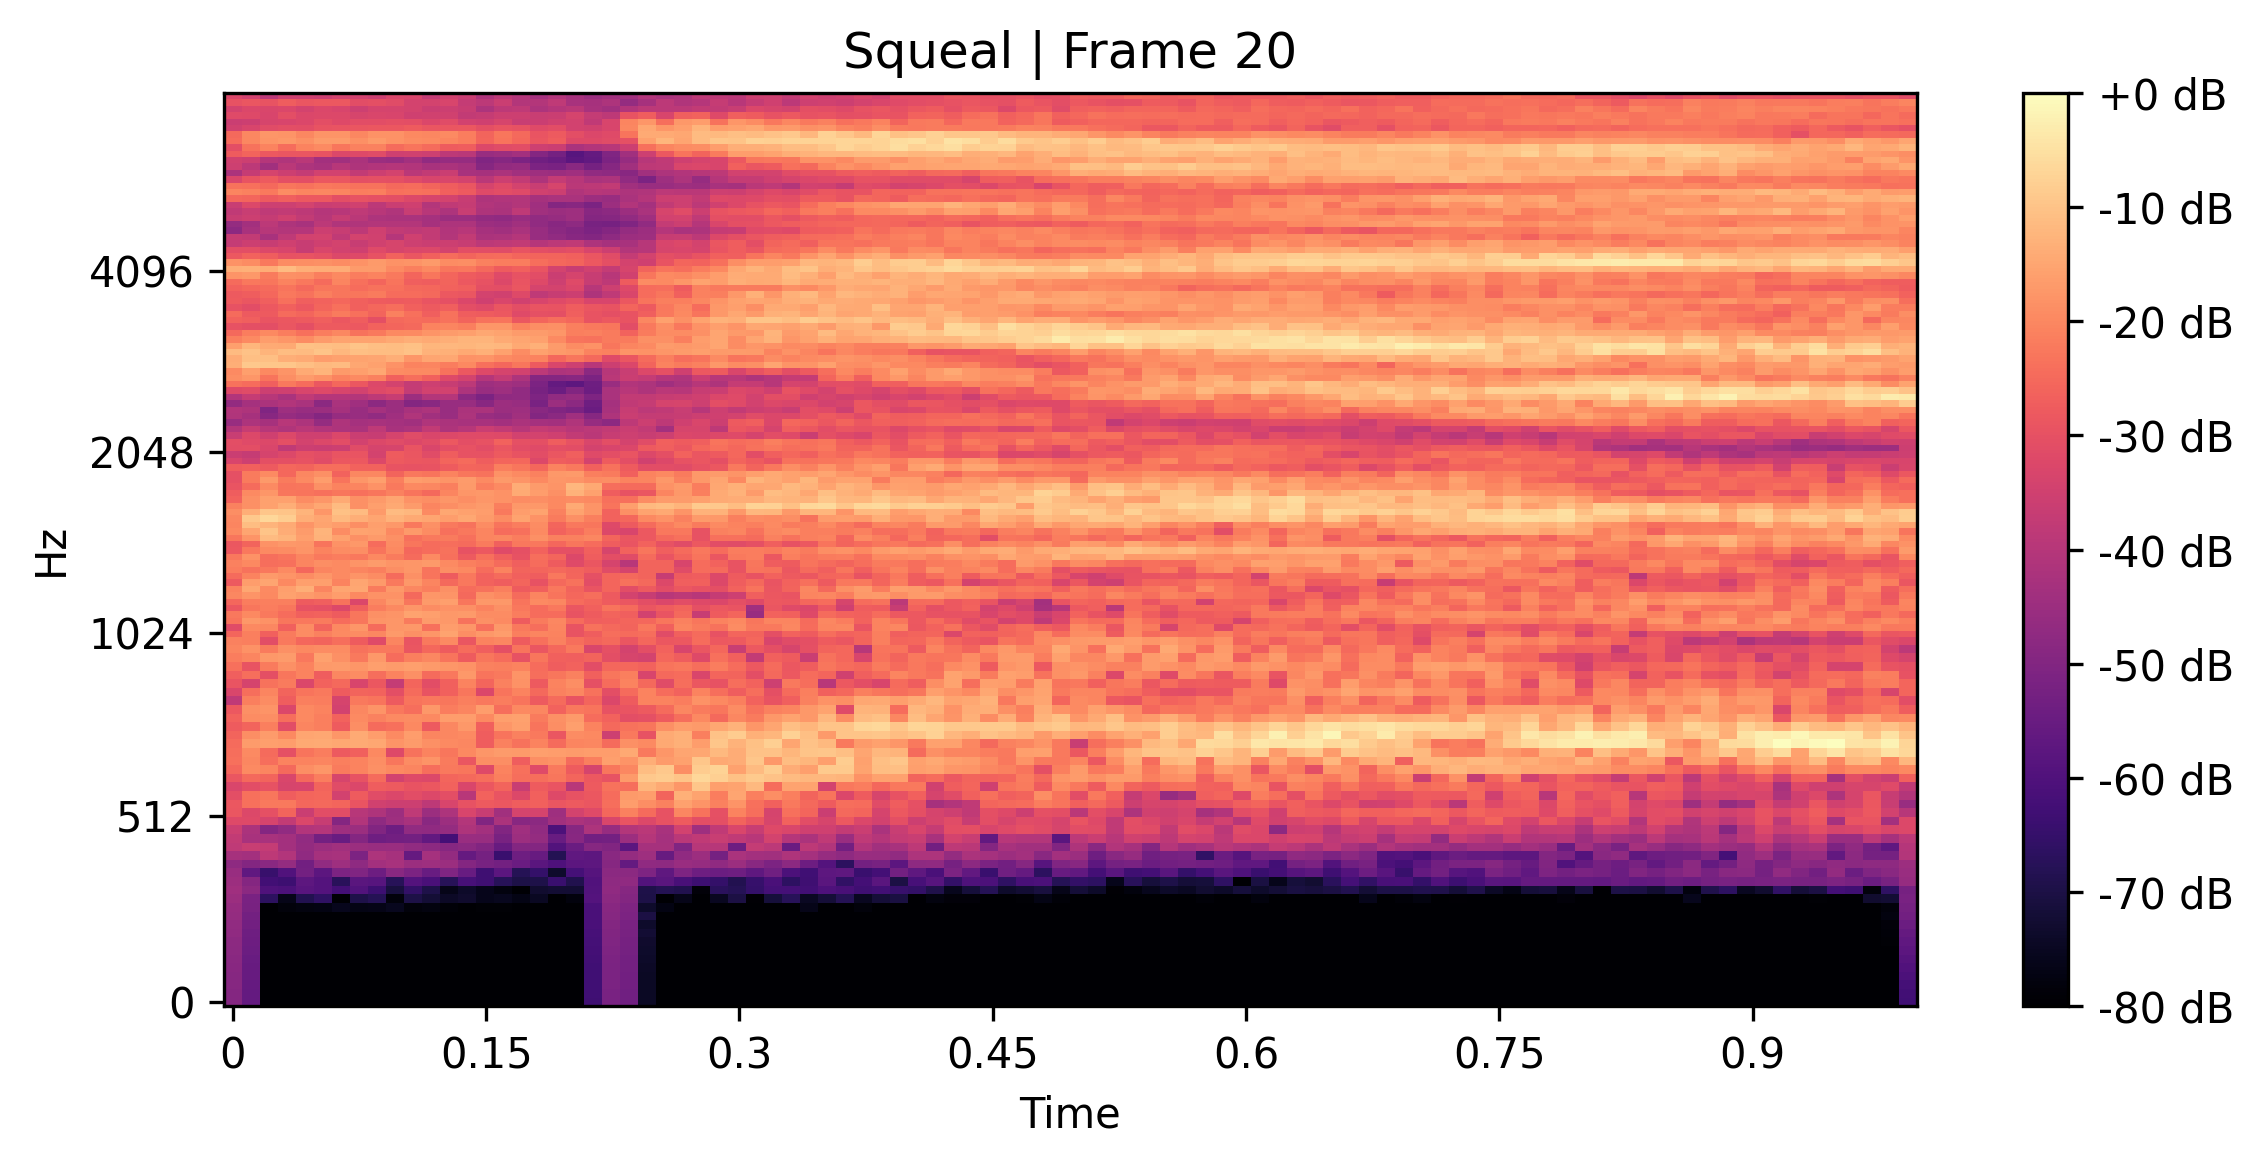 Squeal | Frame 20
Hz
4096
2048
1024
512
0
0 0.15 0.3 0.45 0.6 0.75 0.9
Time
+0 dB
-10 dB
-20 dB
-30 dB
-40 dB
-50 dB
-60 dB
-70 dB
-80 dB